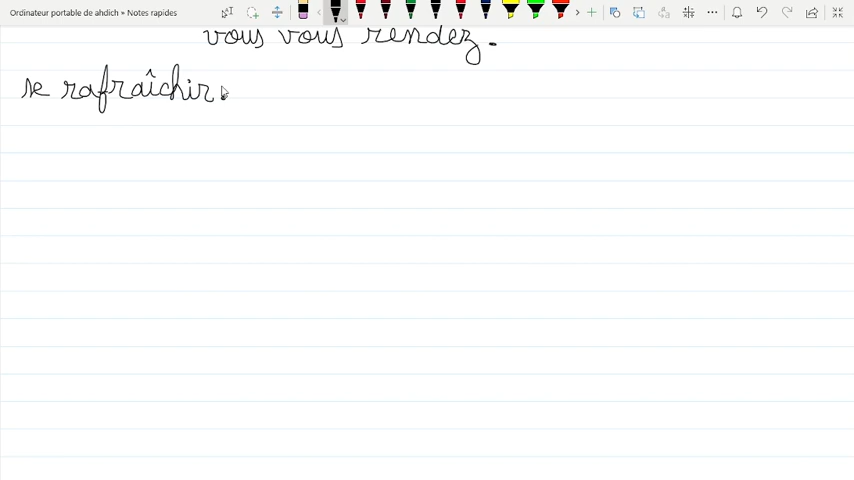 Ordinateur portable de ahdich » Notes rapides
vous vous rendez.
se rafraîchir.